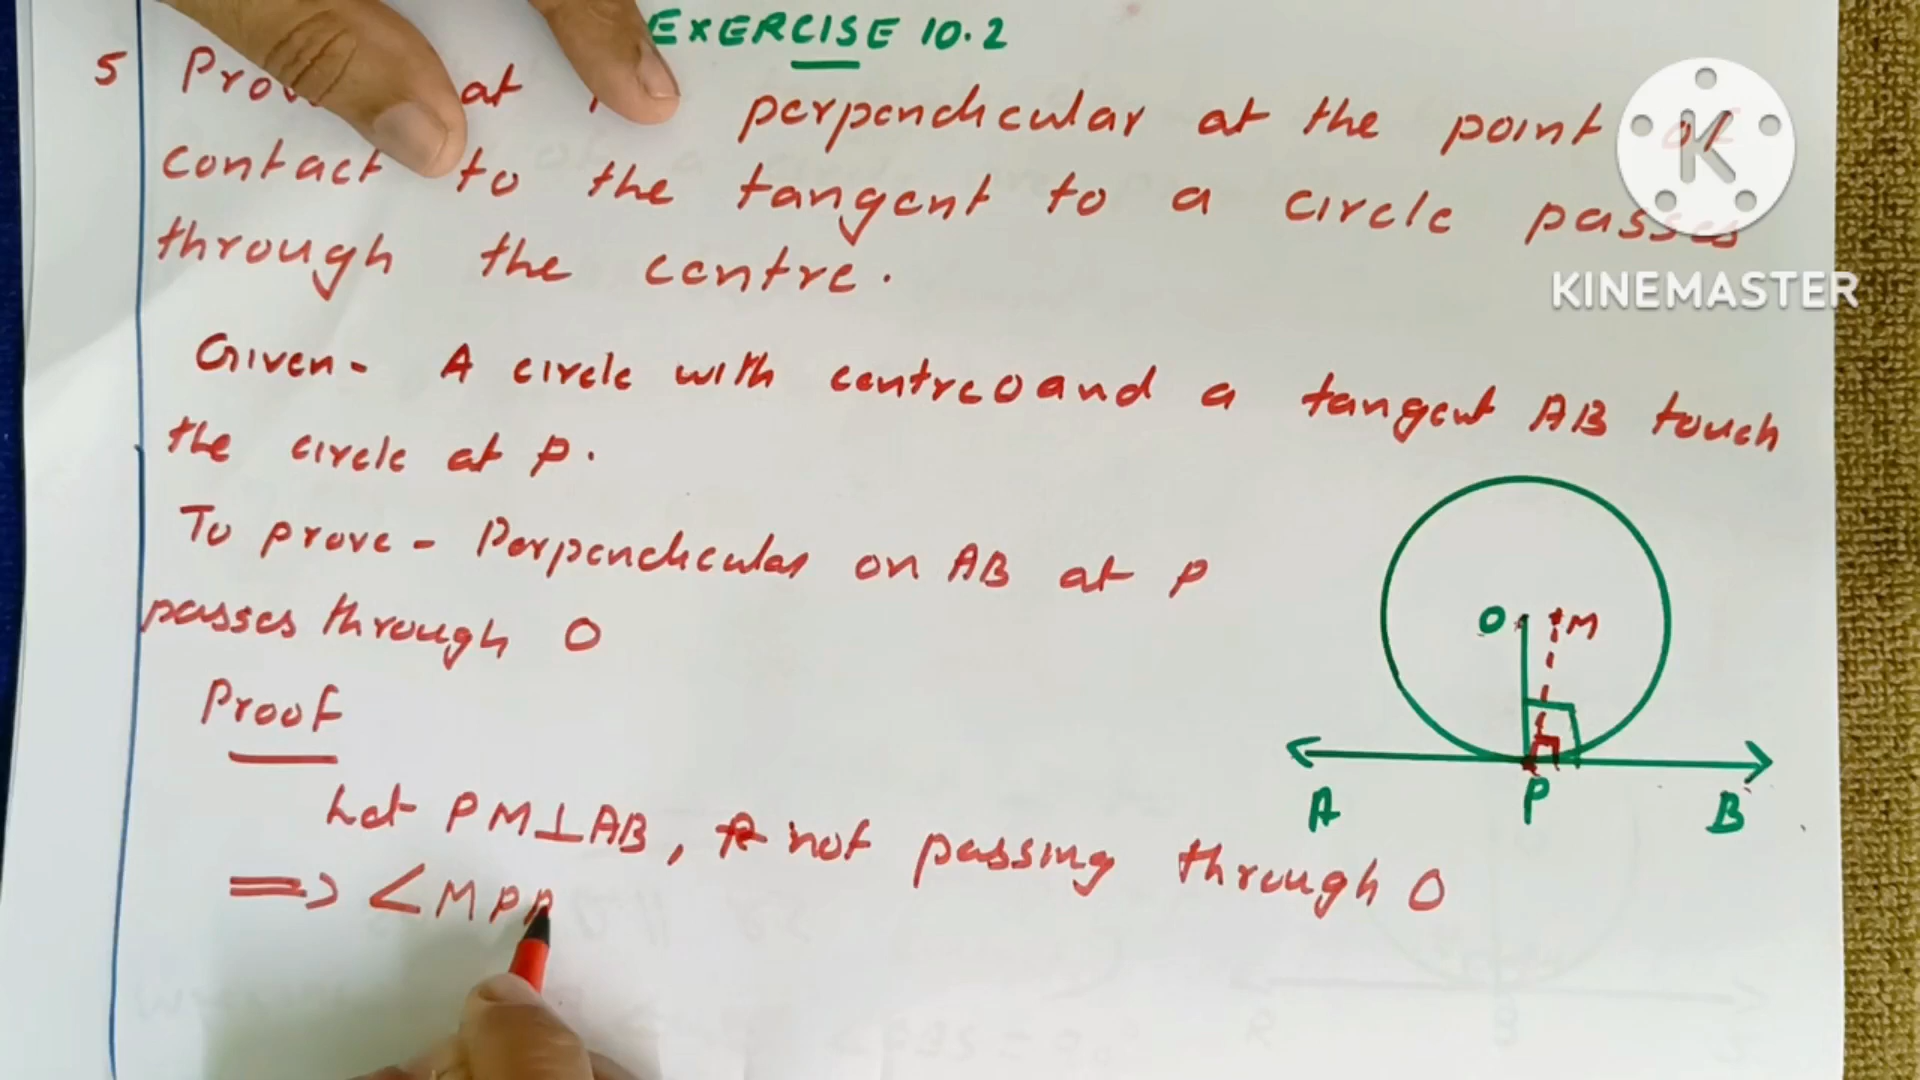 EXERCISE 10.2
5 at perpendicular at the point of
contact to the tangent to a circle passes
through the centre.
KINEMASTER
Given - A circle with centre O and a tangent AB touch
the circle at P.
To prove - Perpendicular on AB at P
passes through O
O M
Proof
A P B
Let PM⊥AB, not passing through O
=> <MP